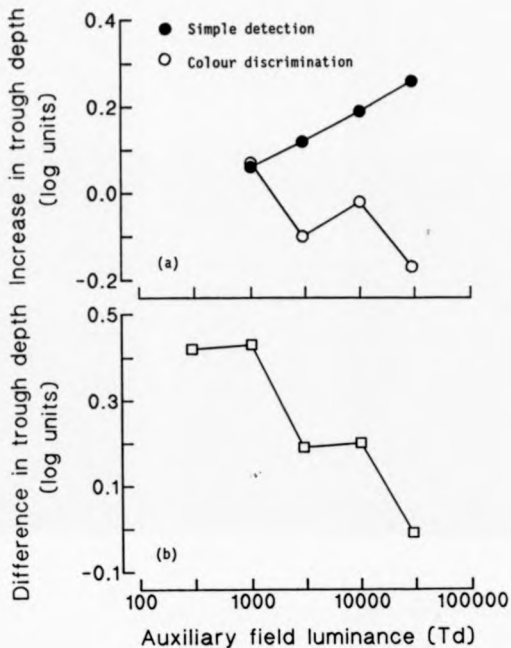 Increase in trough depth
(log units)
0.4
0.2
0.0
-0.2
Simple detection
Colour discrimination
(a)
Difference in trough depth
(log units)
0.5
0.3
0.1
-0.1
(b)
100 1000 10000 100000
Auxiliary field luminance (Td)